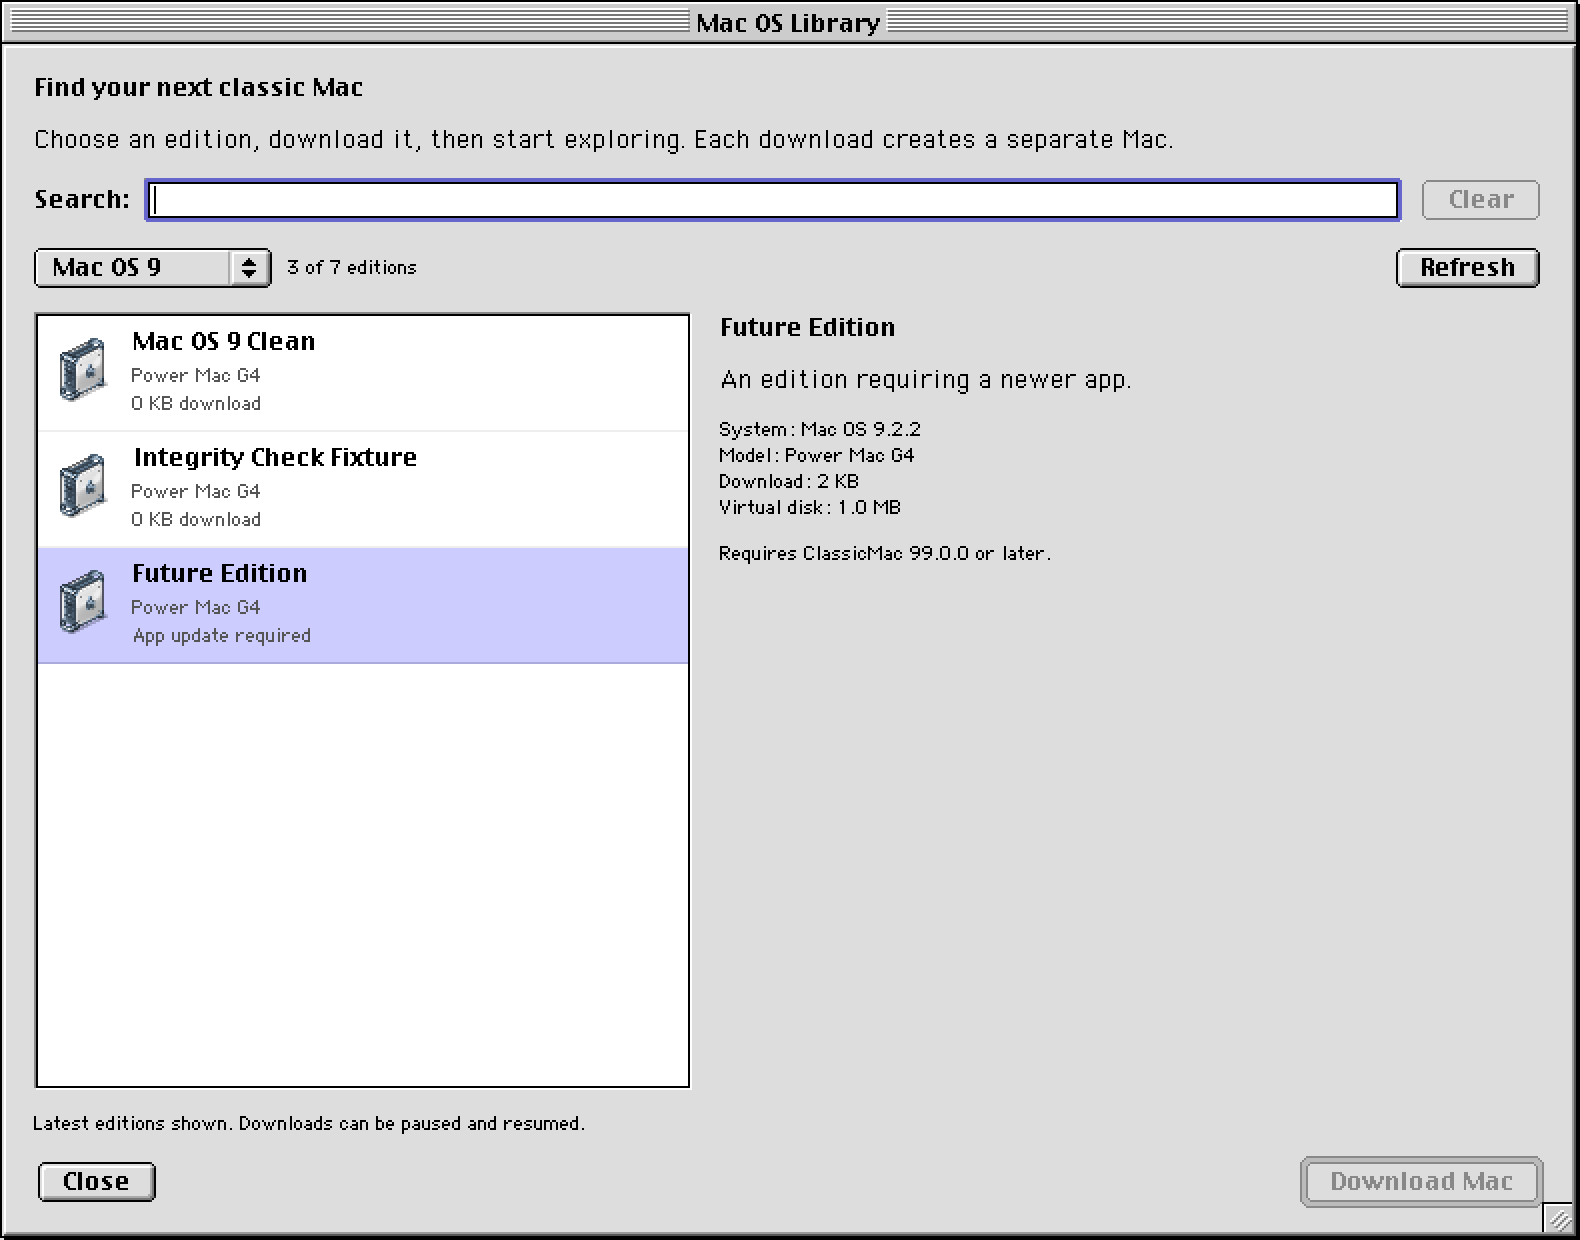 Mac OS Library
Find your next classic Mac
Choose an edition, download it, then start exploring. Each download creates a separate Mac.
Search:
Clear
Mac OS 9
3 of 7 editions
Refresh
Mac OS 9 Clean
Power Mac G4
0 KB download
Integrity Check Fixture
Power Mac G4
0 KB download
Future Edition
Power Mac G4
App update required
Future Edition
An edition requiring a newer app.
System: Mac OS 9.2.2
Model: Power Mac G4
Download: 2 KB
Virtual disk: 1.0 MB
Requires ClassicMac 99.0.0 or later.
Latest editions shown. Downloads can be paused and resumed.
Close
Download Mac